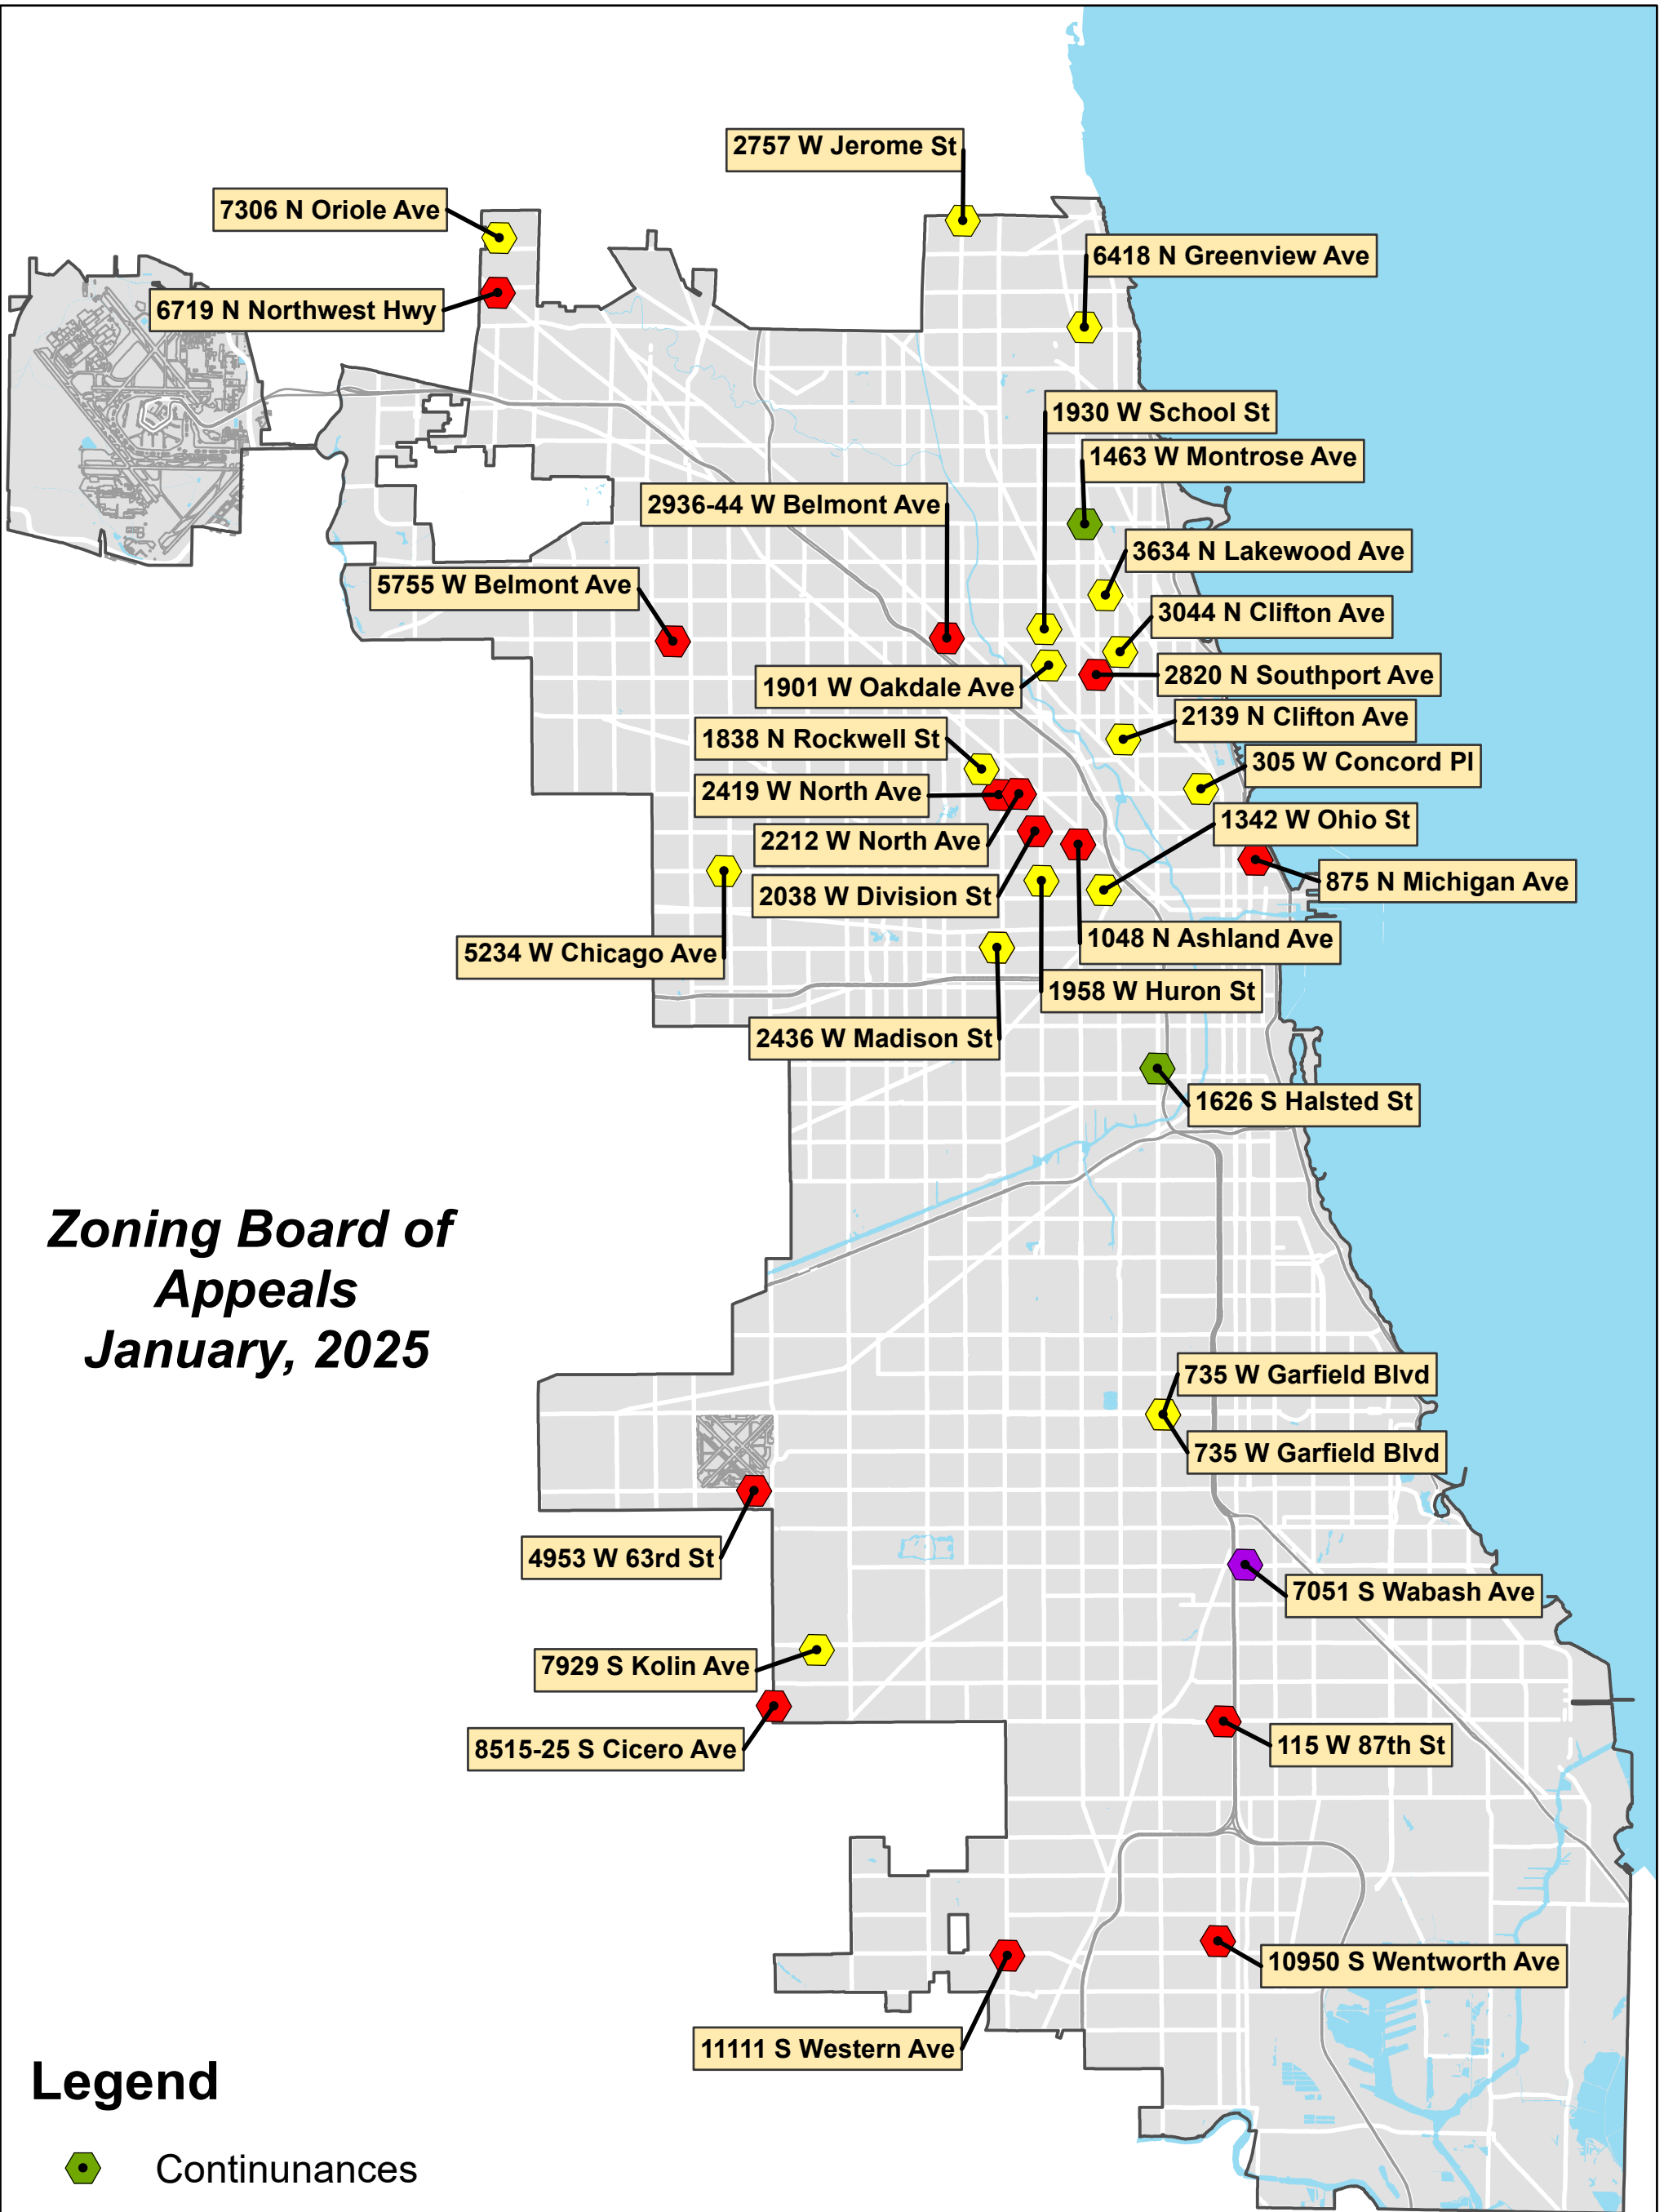 2757 W Jerome St
7306 N Oriole Ave
6418 N Greenview Ave
6719 N Northwest Hwy
1930 W School St
1463 W Montrose Ave
2936-44 W Belmont Ave
3634 N Lakewood Ave
5755 W Belmont Ave
3044 N Clifton Ave
2820 N Southport Ave
1901 W Oakdale Ave
2139 N Clifton Ave
1838 N Rockwell St
305 W Concord Pl
2419 W North Ave
1342 W Ohio St
2212 W North Ave
875 N Michigan Ave
2038 W Division St
1048 N Ashland Ave
5234 W Chicago Ave
1958 W Huron St
2436 W Madison St
1626 S Halsted St
Zoning Board of
Appeals
January, 2025
735 W Garfield Blvd
735 W Garfield Blvd
4953 W 63rd St
7051 S Wabash Ave
7929 S Kolin Ave
8515-25 S Cicero Ave
115 W 87th St
10950 S Wentworth Ave
11111 S Western Ave
Legend
Continunances